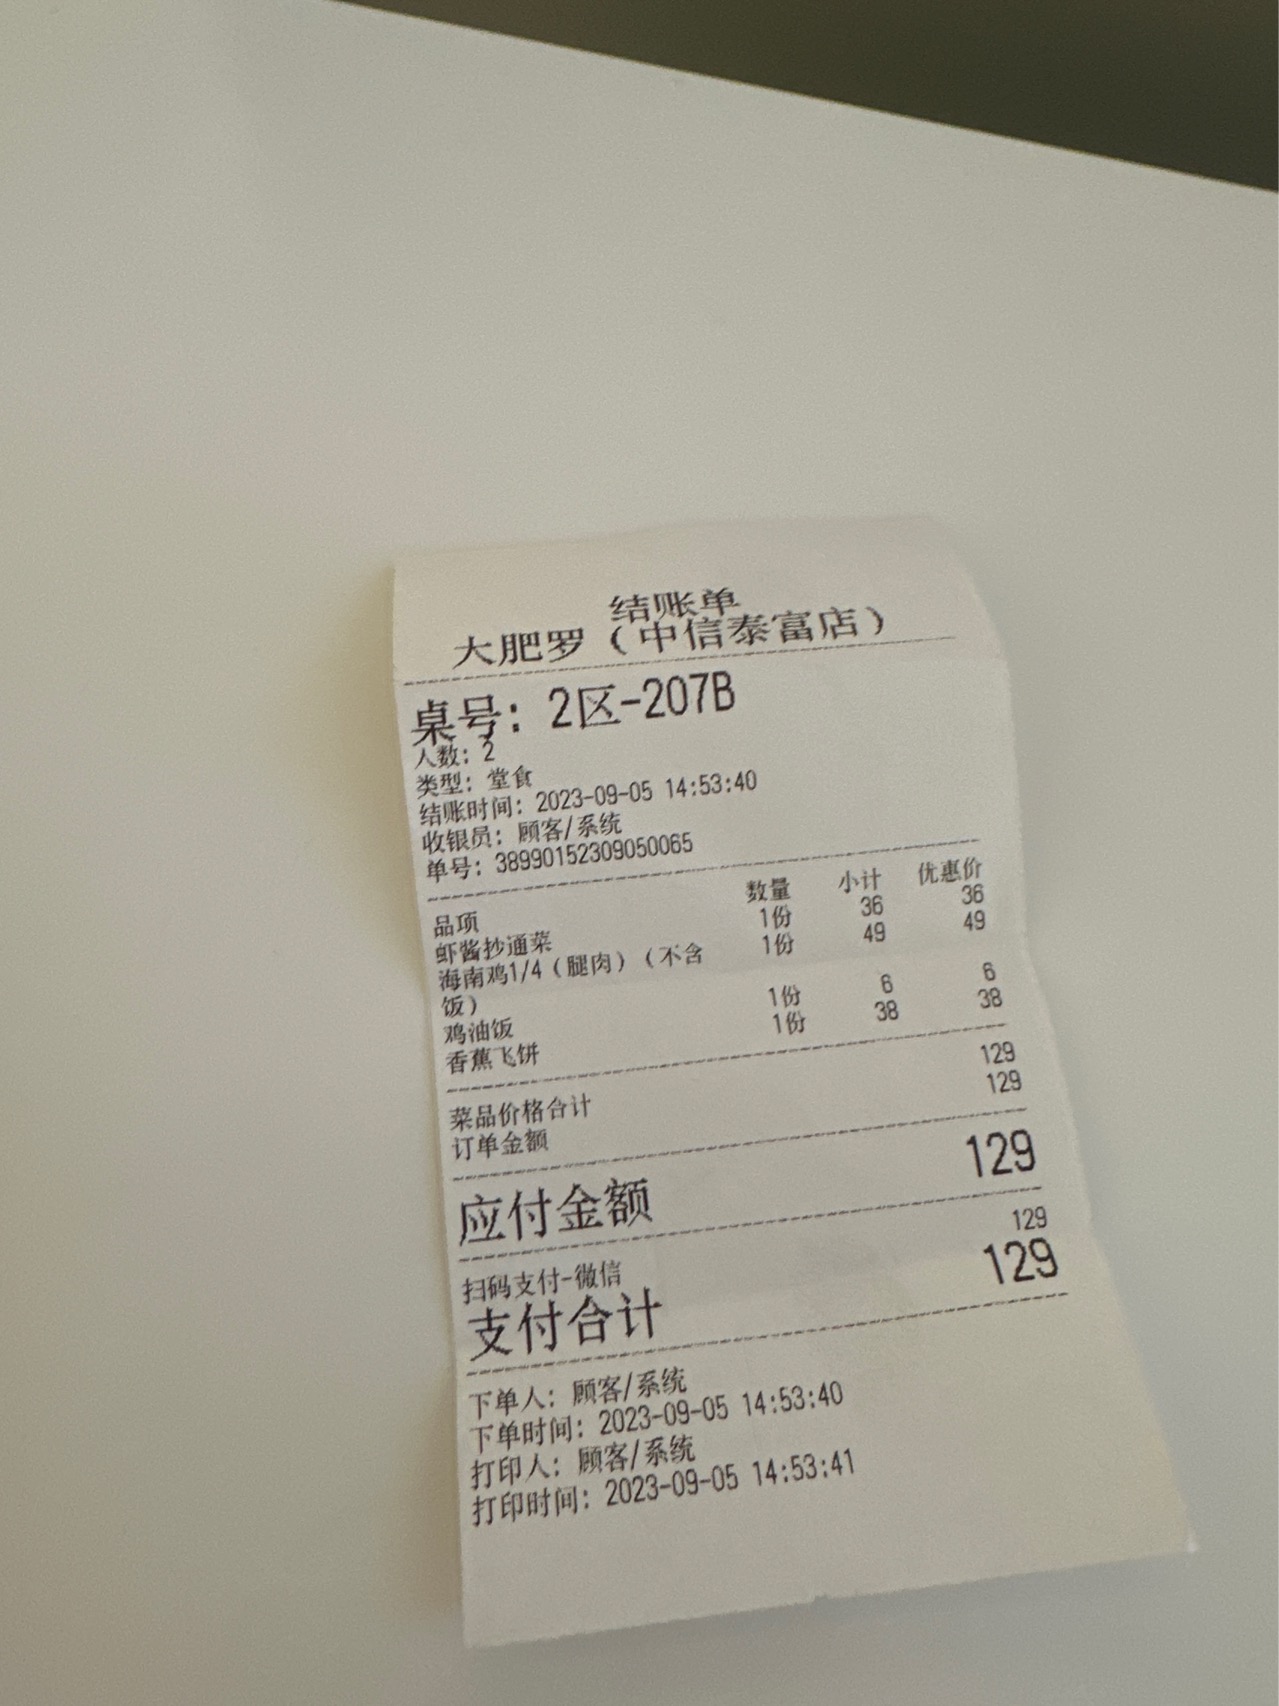 结账单
大肥罗（中信泰富店）
桌号：2区-207B
人数：2
类型：堂食
结账时间：2023-09-05 14:53:40
收银员：顾客/系统
单号：38990152309050065
品项 数量 小计 优惠价
虾酱抄通菜 1份 36 36
海南鸡1/4（腿肉）（不含 1份 49 49
饭）
鸡油饭 1份 6 6
香蕉飞饼 1份 38 38
菜品价格合计 129
订单金额 129
应付金额 129
扫码支付-微信 129
支付合计 129
下单人：顾客/系统
下单时间：2023-09-05 14:53:40
打印人：顾客/系统
打印时间：2023-09-05 14:53:41